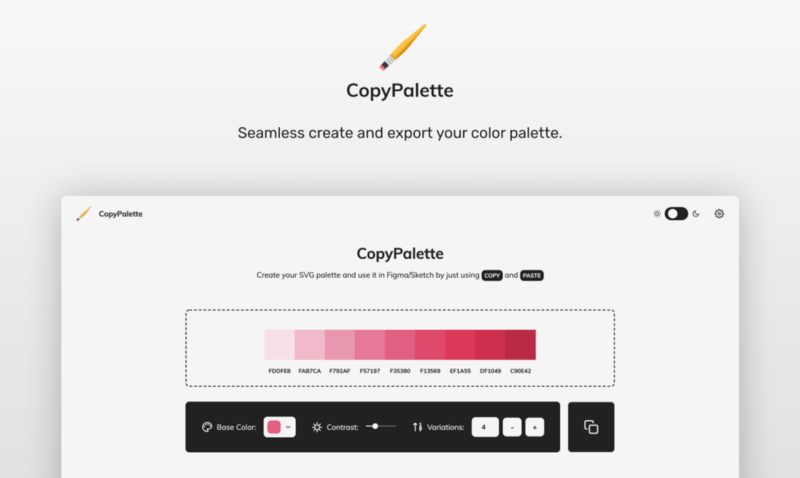 CopyPalette
Seamless create and export your color palette.
CopyPalette
CopyPalette
Create your SVG palette and use it in Figma/Sketch by just using COPY and PASTE
FDDFE8 FAB7CA F792AF F57197 F35380 F13569 EF1A55 DF1049 C90E42
Base Color: Contrast: Variations: 4 - +